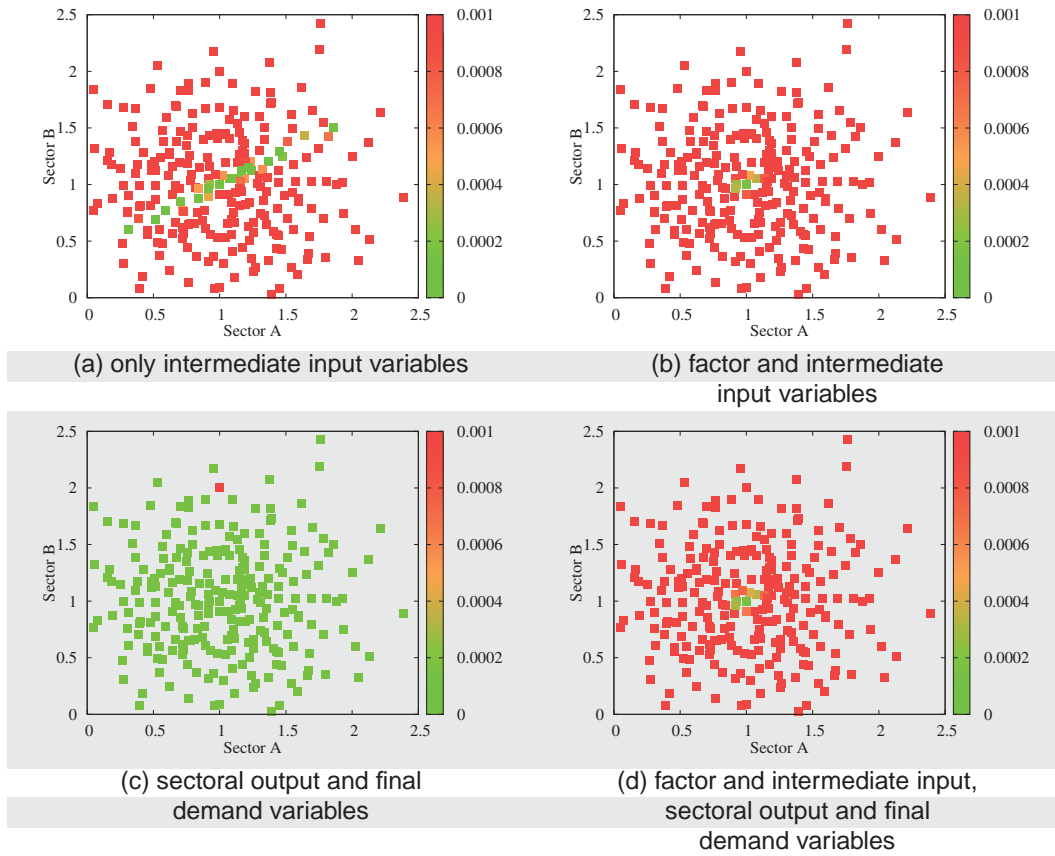 2.5
2
1.5
1
0.5
0
0 0.5 1 1.5 2 2.5
Sector A
Sector B
0.001
0.0008
0.0006
0.0004
0.0002
0
(a) only intermediate input variables
2.5
2
1.5
1
0.5
0
0 0.5 1 1.5 2 2.5
Sector A
Sector B
0.001
0.0008
0.0006
0.0004
0.0002
0
(b) factor and intermediate
input variables
2.5
2
1.5
1
0.5
0
0 0.5 1 1.5 2 2.5
Sector A
Sector B
0.001
0.0008
0.0006
0.0004
0.0002
0
(c) sectoral output and final
demand variables
2.5
2
1.5
1
0.5
0
0 0.5 1 1.5 2 2.5
Sector A
Sector B
0.001
0.0008
0.0006
0.0004
0.0002
0
(d) factor and intermediate input,
sectoral output and final
demand variables